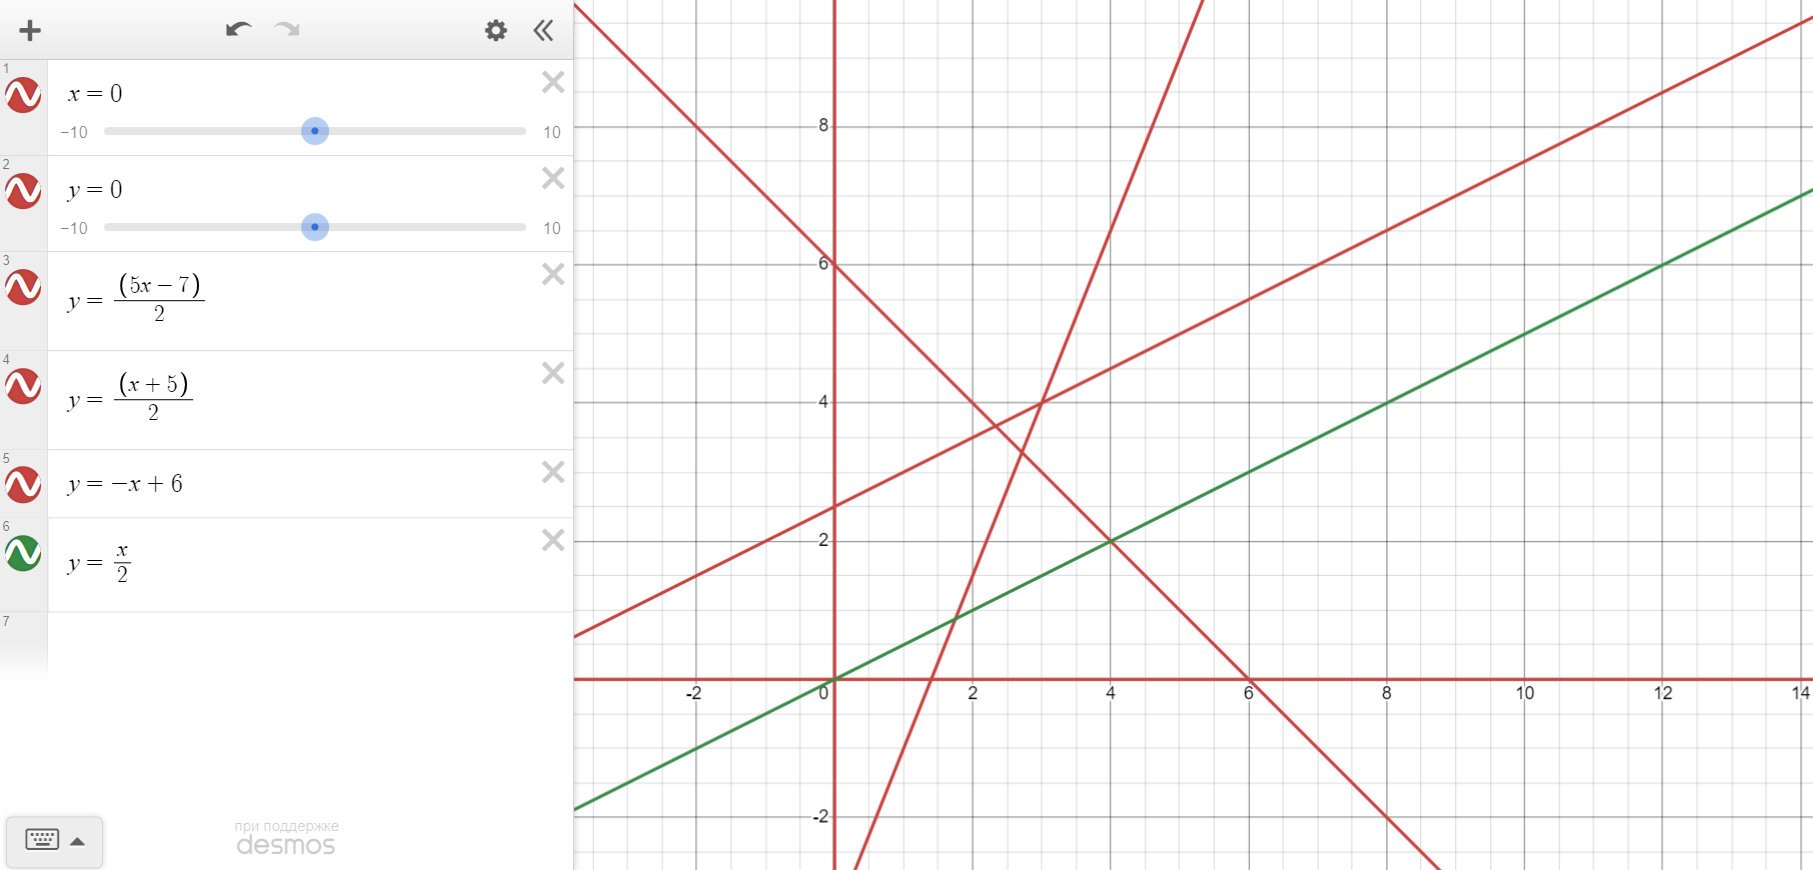 1
x = 0
−10 10
2
y = 0
−10 10
3
y = (5x − 7)/2
4
y = (x + 5)/2
5
y = −x + 6
6
y = x/2
7
при поддержке
desmos
8
6
4
2
-2 0 2 4 6 8 10 12 14
-2